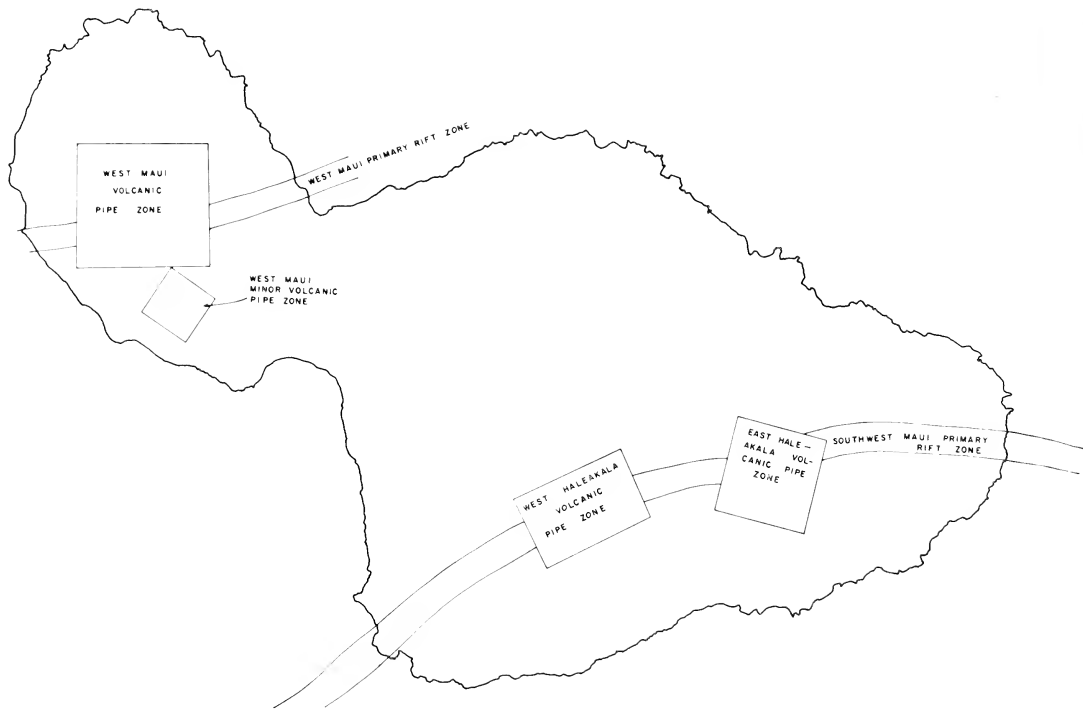 WEST MAUI
VOLCANIC
PIPE ZONE
WEST MAUI PRIMARY RIFT ZONE
WEST MAUI
MINOR VOLCANIC
PIPE ZONE
EAST HALE—
AKALA VOL-
CANIC PIPE
ZONE
SOUTHWEST MAUI PRIMARY
RIFT ZONE
WEST HALEAKALA
VOLCANIC
PIPE ZONE